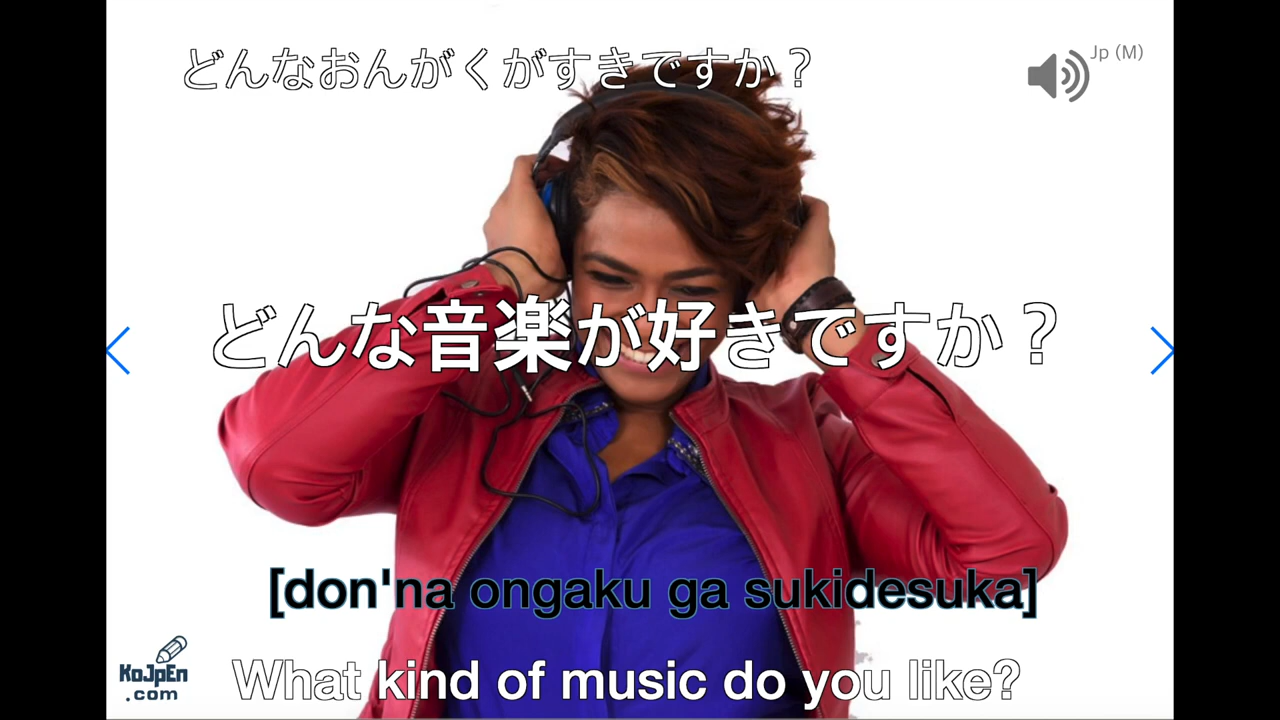 どんなおんがくがすきですか？
Jp (M)
どんな音楽が好きですか？
[don'na ongaku ga sukidesuka]
KoJpEn
.com
What kind of music do you like?